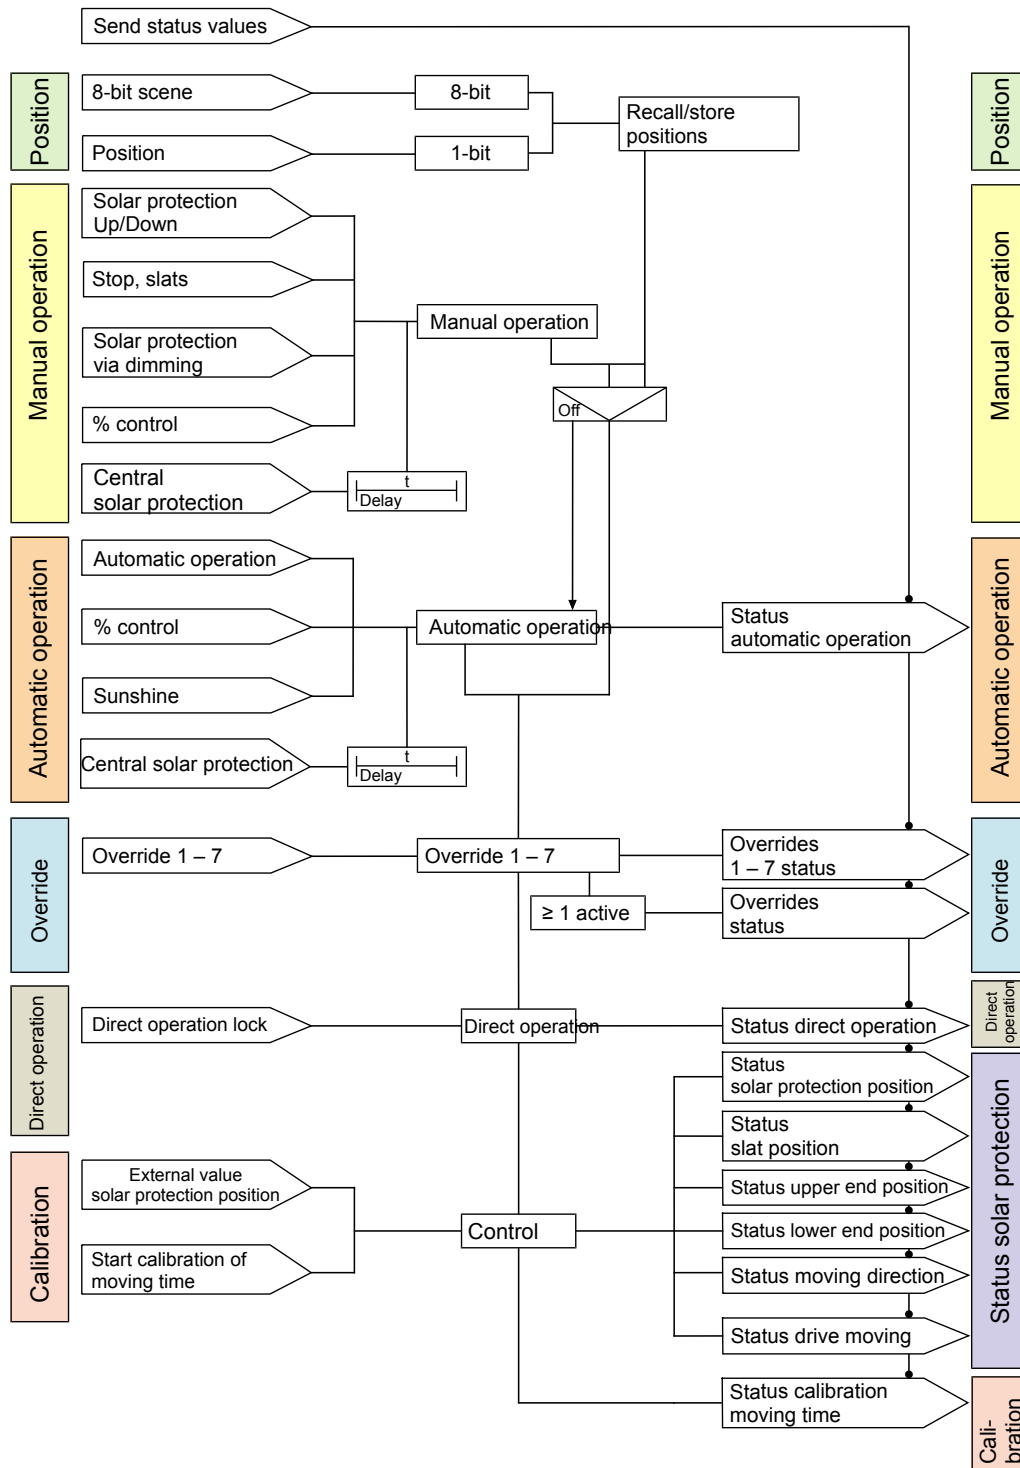 Send status values
Position
8-bit scene
8-bit
Recall/store
positions
Position
Position
1-bit
Manual operation
Solar protection
Up/Down
Stop, slats
Manual operation
Solar protection
via dimming
Off
% control
Central
solar protection
t
Delay
Manual operation
Automatic operation
Automatic operation
% control
Automatic operation
Status
automatic operation
Sunshine
Central solar protection
t
Delay
Automatic operation
Override
Override 1 – 7
Override 1 – 7
Overrides
1 – 7 status
≥ 1 active
Overrides
status
Override
Direct operation
Direct operation lock
Direct operation
Status direct operation
Direct
operation
Status
solar protection position
Status
slat position
Calibration
External value
solar protection position
Status upper end position
Control
Status lower end position
Start calibration of
moving time
Status moving direction
Status drive moving
Status solar protection
Status calibration
moving time
Cali-
bration